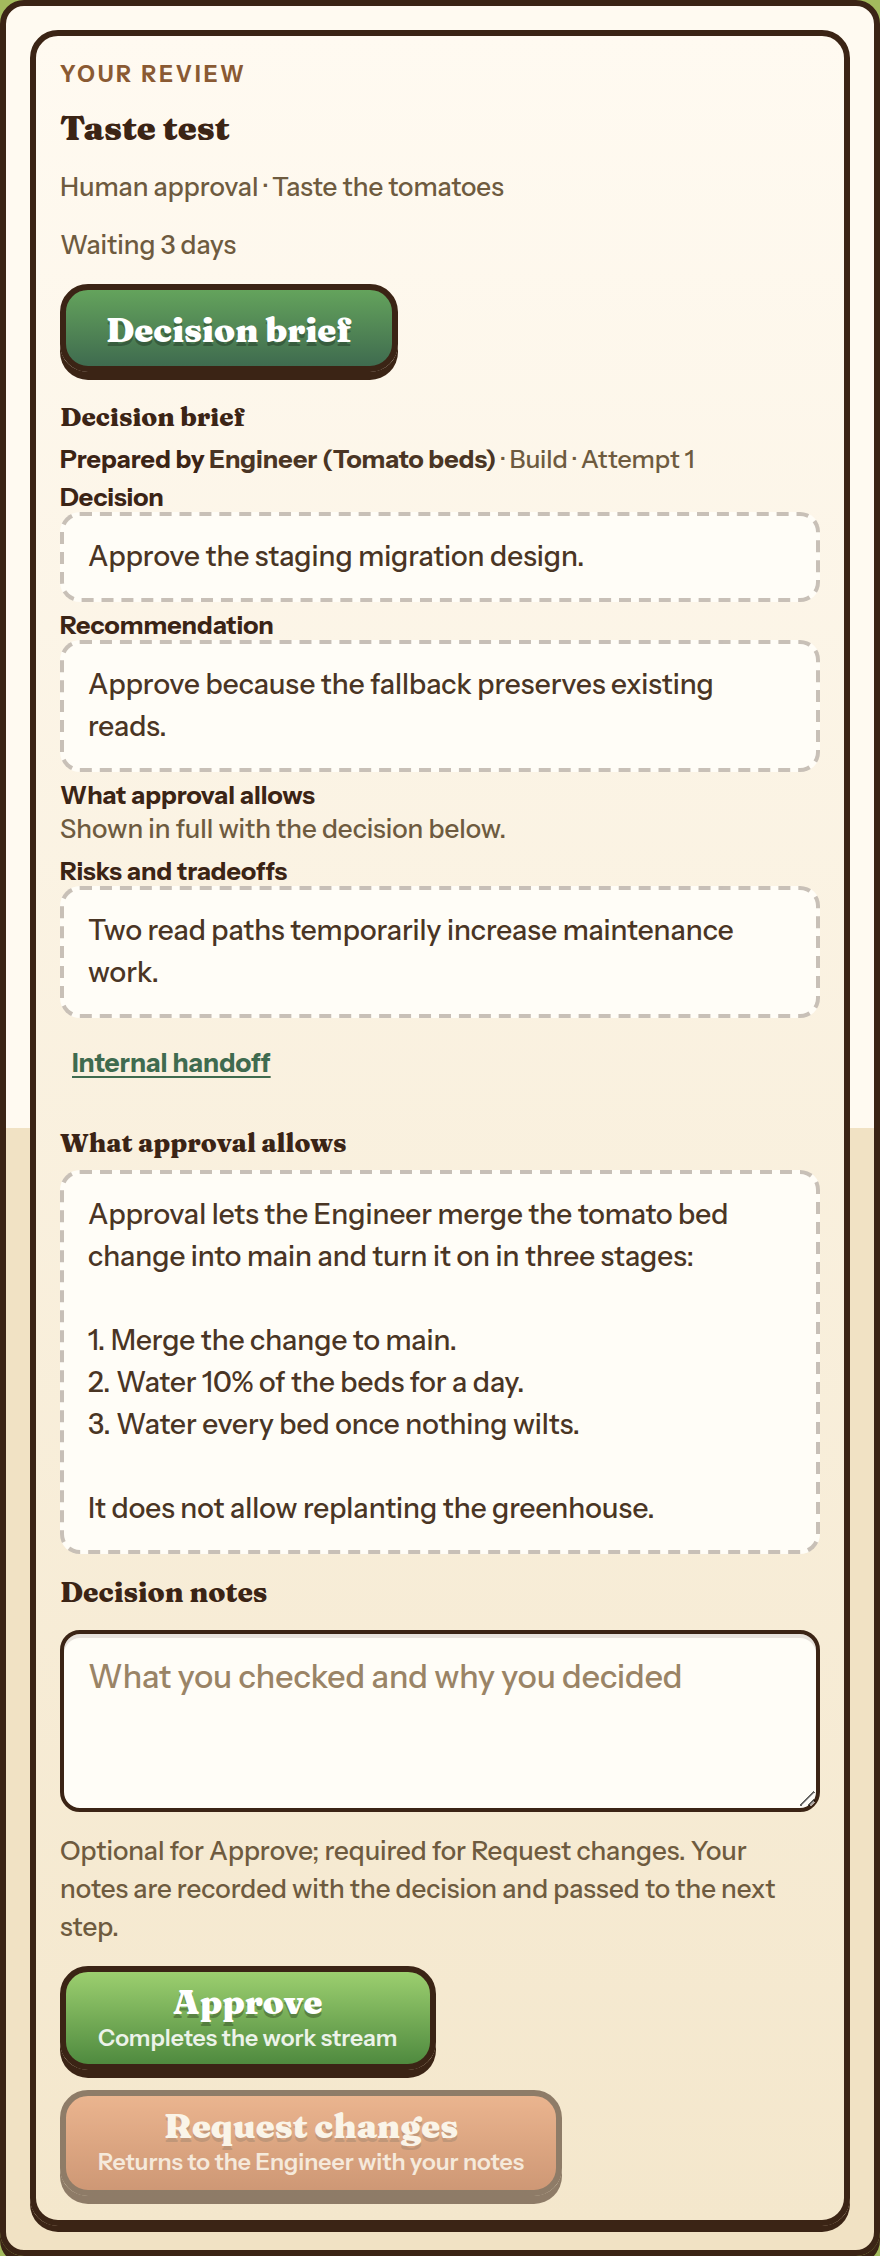 YOUR REVIEW
Taste test
Human approval · Taste the tomatoes
Waiting 3 days
Decision brief
Decision brief
Prepared by Engineer (Tomato beds) · Build · Attempt 1
Decision
Approve the staging migration design.
Recommendation
Approve because the fallback preserves existing
reads.
What approval allows
Shown in full with the decision below.
Risks and tradeoffs
Two read paths temporarily increase maintenance
work.
Internal handoff
What approval allows
Approval lets the Engineer merge the tomato bed
change into main and turn it on in three stages:
1. Merge the change to main.
2. Water 10% of the beds for a day.
3. Water every bed once nothing wilts.
It does not allow replanting the greenhouse.
Decision notes
What you checked and why you decided
Optional for Approve; required for Request changes. Your
notes are recorded with the decision and passed to the next
step.
Approve
Completes the work stream
Request changes
Returns to the Engineer with your notes